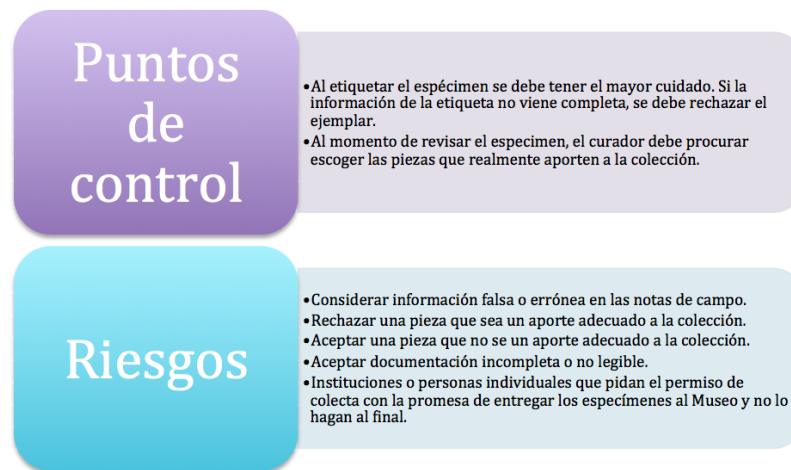 Puntos
de
control
•Al etiquetar el espécimen se debe tener el mayor cuidado. Si la
información de la etiqueta no viene completa, se debe rechazar el
ejemplar.
•Al momento de revisar el especimen, el curador debe procurar
escoger las piezas que realmente aporten a la colección.
Riesgos
•Considerar información falsa o errónea en las notas de campo.
•Rechazar una pieza que sea un aporte adecuado a la colección.
•Aceptar una pieza que no se un aporte adecuado a la colección.
•Aceptar documentación incompleta o no legible.
•Instituciones o personas individuales que pidan el permiso de
colecta con la promesa de entregar los especímenes al Museo y no lo
hagan al final.